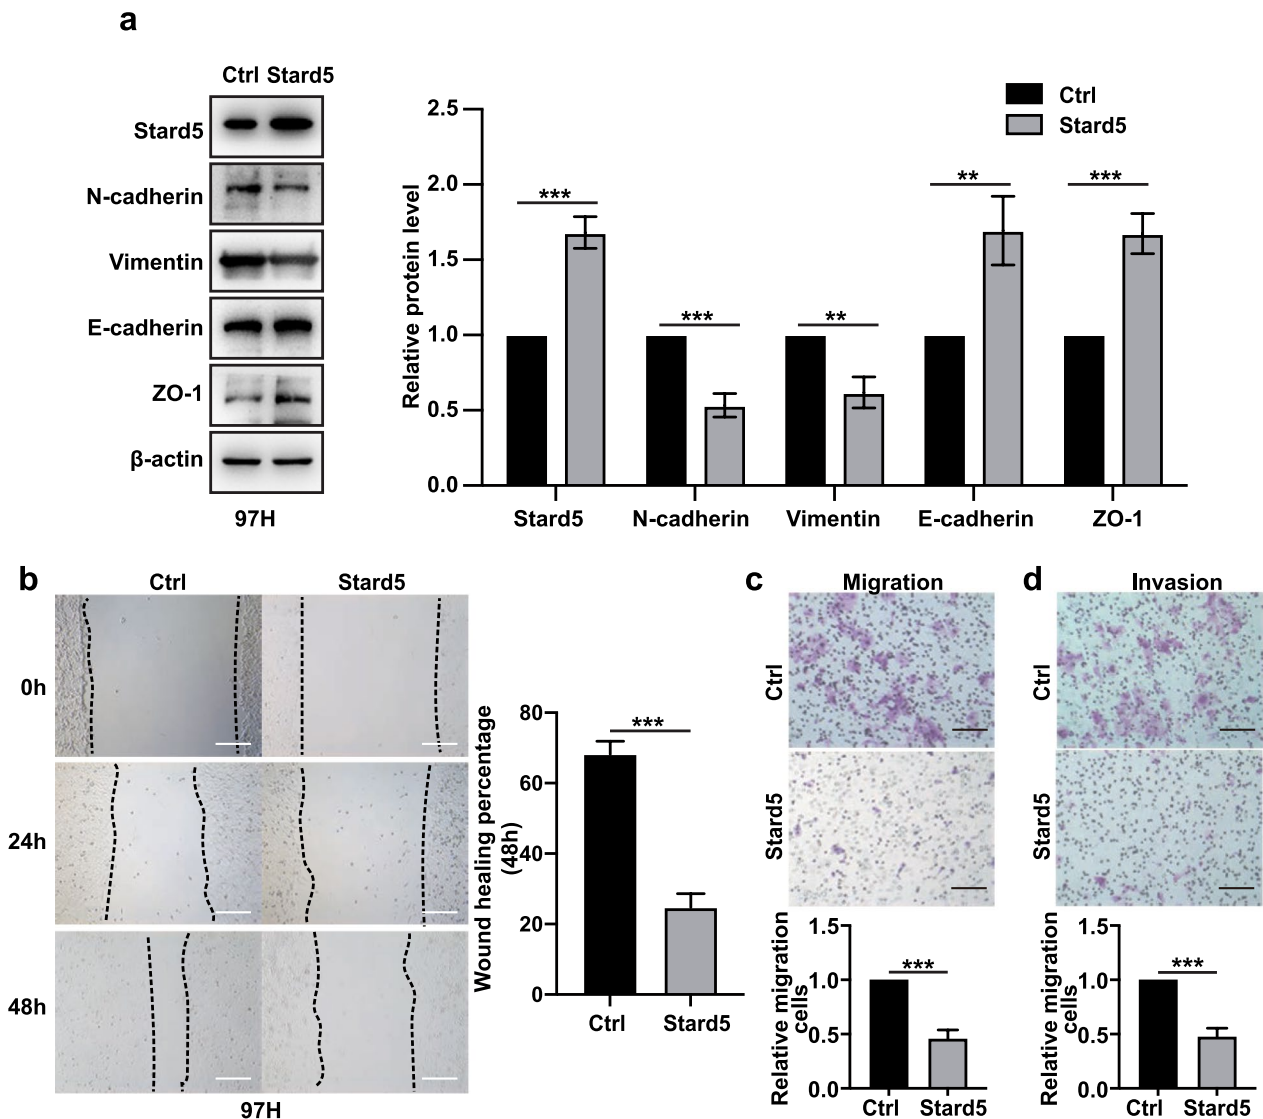 a
Ctrl Stard5
Stard5
N-cadherin
Vimentin
E-cadherin
ZO-1
β-actin
97H
Relative protein level
2.5
2.0
1.5
1.0
0.5
0.0
Ctrl
Stard5
***
***
**
**
***
Stard5
N-cadherin
Vimentin
E-cadherin
ZO-1
b
Ctrl
Stard5
0h
24h
48h
97H
Wound healing percentage
(48h)
80
60
40
20
0
***
Ctrl
Stard5
c
Migration
Ctrl
Stard5
Relative migration
cells
1.5
1.0
0.5
0.0
***
Ctrl
Stard5
d
Invasion
Ctrl
Stard5
Relative migration
cells
1.5
1.0
0.5
0.0
***
Ctrl
Stard5